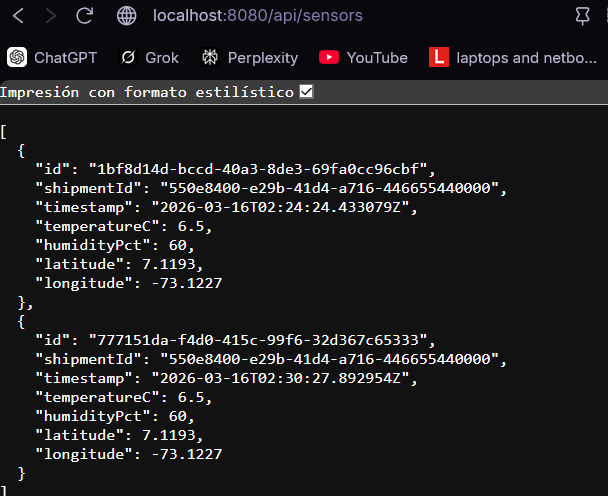 localhost:8080/api/sensors
ChatGPT Grok Perplexity YouTube L laptops and netbo...
Impresión con formato estilístico
[
  {
    "id": "1bf8d14d-bccd-40a3-8de3-69fa0cc96cbf",
    "shipmentId": "550e8400-e29b-41d4-a716-446655440000",
    "timestamp": "2026-03-16T02:24:24.433079Z",
    "temperatureC": 6.5,
    "humidityPct": 60,
    "latitude": 7.1193,
    "longitude": -73.1227
  },
  {
    "id": "777151da-f4d0-415c-99f6-32d367c65333",
    "shipmentId": "550e8400-e29b-41d4-a716-446655440000",
    "timestamp": "2026-03-16T02:30:27.892954Z",
    "temperatureC": 6.5,
    "humidityPct": 60,
    "latitude": 7.1193,
    "longitude": -73.1227
  }
]